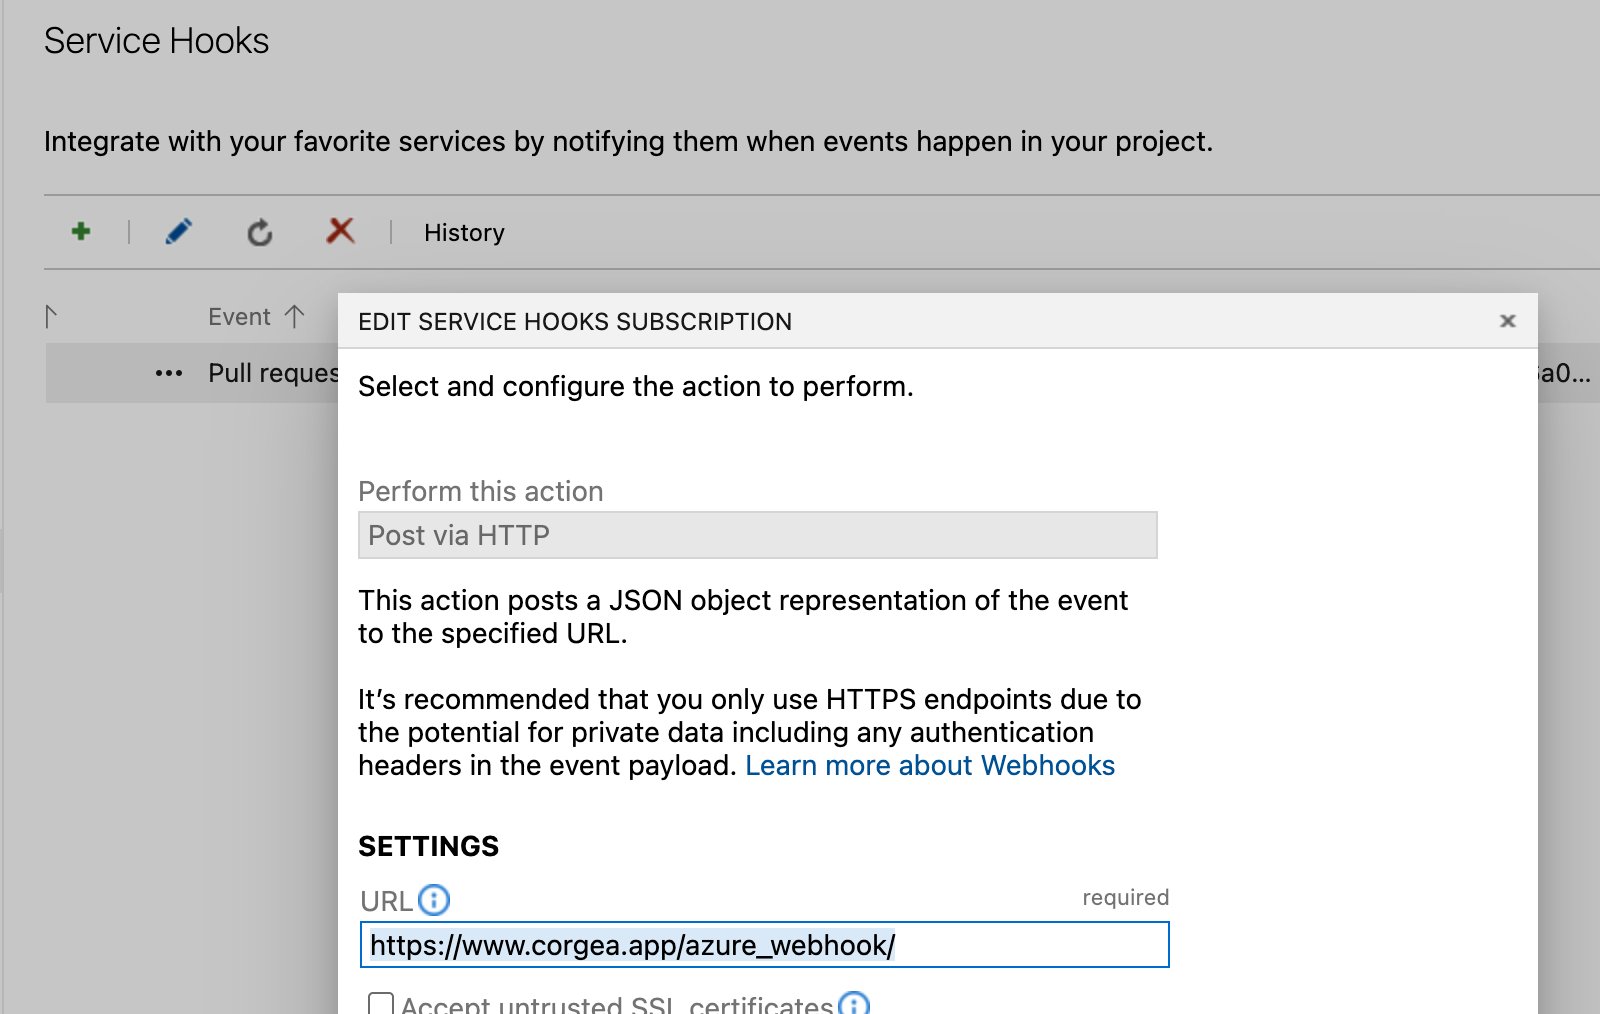 Service Hooks
Integrate with your favorite services by notifying them when events happen in your project.
History
Event
EDIT SERVICE HOOKS SUBSCRIPTION
Pull reques
a0...
Select and configure the action to perform.
Perform this action
Post via HTTP
This action posts a JSON object representation of the event
to the specified URL.
It's recommended that you only use HTTPS endpoints due to
the potential for private data including any authentication
headers in the event payload. Learn more about Webhooks
SETTINGS
URL
required
https://www.corgea.app/azure_webhook/
Accept untrusted SSL certificates